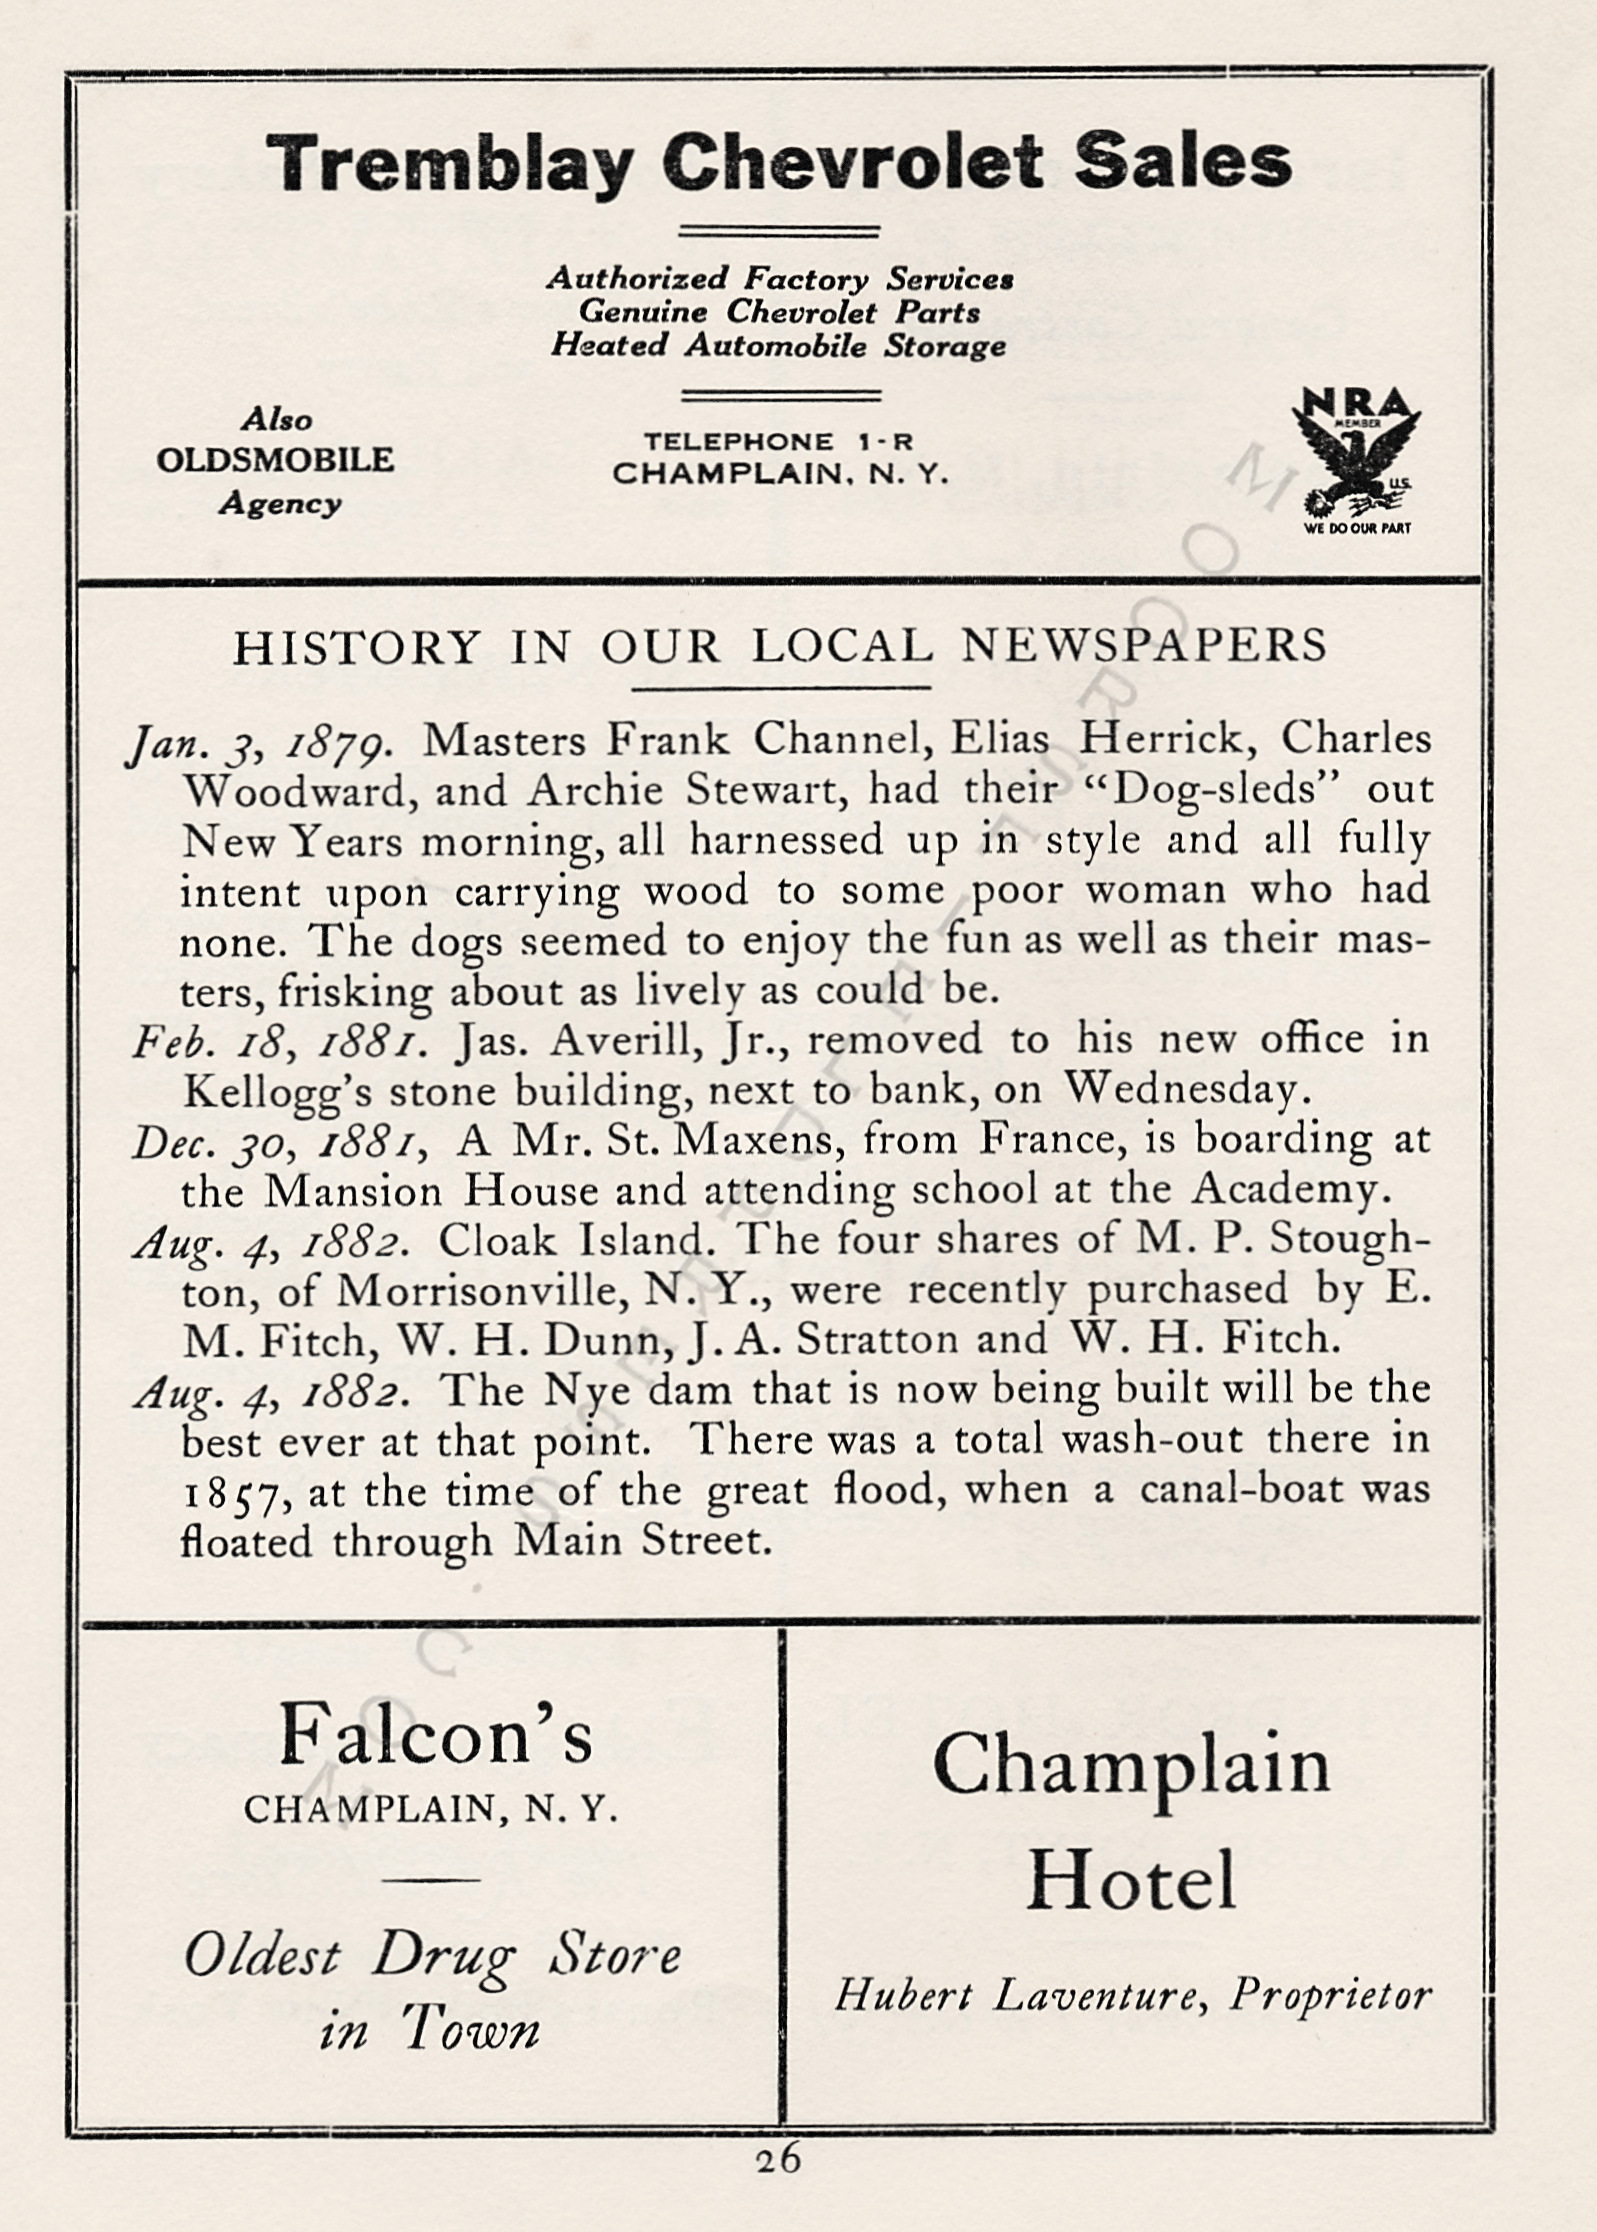 Tremblay Chevrolet Sales
Authorized Factory Services
Genuine Chevrolet Parts
Heated Automobile Storage
Also
OLDSMOBILE
Agency
TELEPHONE 1-R
CHAMPLAIN, N. Y.
NRA
MEMBER
U.S.
WE DO OUR PART
HISTORY IN OUR LOCAL NEWSPAPERS
Jan. 3, 1879. Masters Frank Channel, Elias Herrick, Charles
Woodward, and Archie Stewart, had their “Dog-sleds” out
New Years morning, all harnessed up in style and all fully
intent upon carrying wood to some poor woman who had
none. The dogs seemed to enjoy the fun as well as their mas-
ters, frisking about as lively as could be.
Feb. 18, 1881. Jas. Averill, Jr., removed to his new office in
Kellogg’s stone building, next to bank, on Wednesday.
Dec. 30, 1881, A Mr. St. Maxens, from France, is boarding at
the Mansion House and attending school at the Academy.
Aug. 4, 1882. Cloak Island. The four shares of M. P. Stough-
ton, of Morrisonville, N. Y., were recently purchased by E.
M. Fitch, W. H. Dunn, J. A. Stratton and W. H. Fitch.
Aug. 4, 1882. The Nye dam that is now being built will be the
best ever at that point. There was a total wash-out there in
1857, at the time of the great flood, when a canal-boat was
floated through Main Street.
Falcon’s
CHAMPLAIN, N. Y.
Oldest Drug Store
in Town
Champlain
Hotel
Hubert Laventure, Proprietor
26